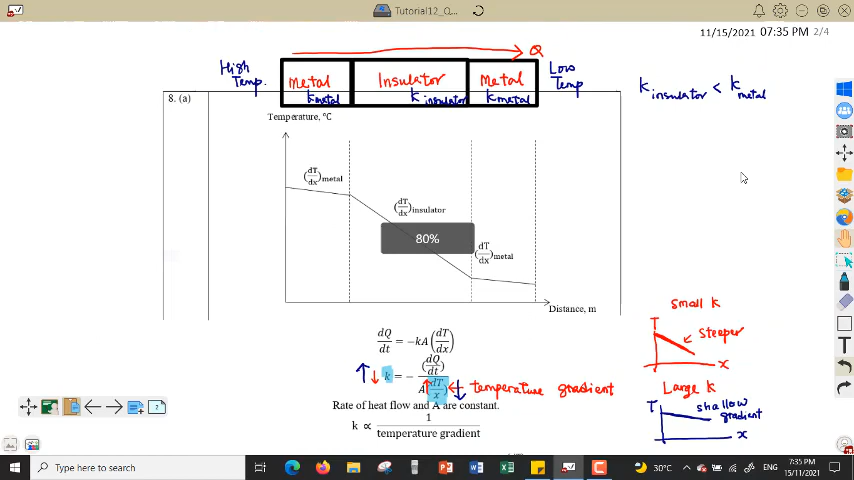 Tutorial12_Q...
11/15/2021 07:35 PM 2/4
Q
High Temp.
Metal Insulator Metal
Low Temp
k metal k insulator k metal
k insulator < k metal
8. (a)
Temperature, °C
(dT/dx)metal
(dT/dx)insulator
80%
(dT/dx)metal
Distance, m
dQ/dt = −kA(dT/dx)
k = − (dQ/dt) / A(dT/x)
temperature gradient
Rate of heat flow and A are constant.
k ∝ 1/temperature gradient
Small k
T
steeper
x
Large k
T
shallow gradient
x
Type here to search
30°C
ENG
7:35 PM
15/11/2021